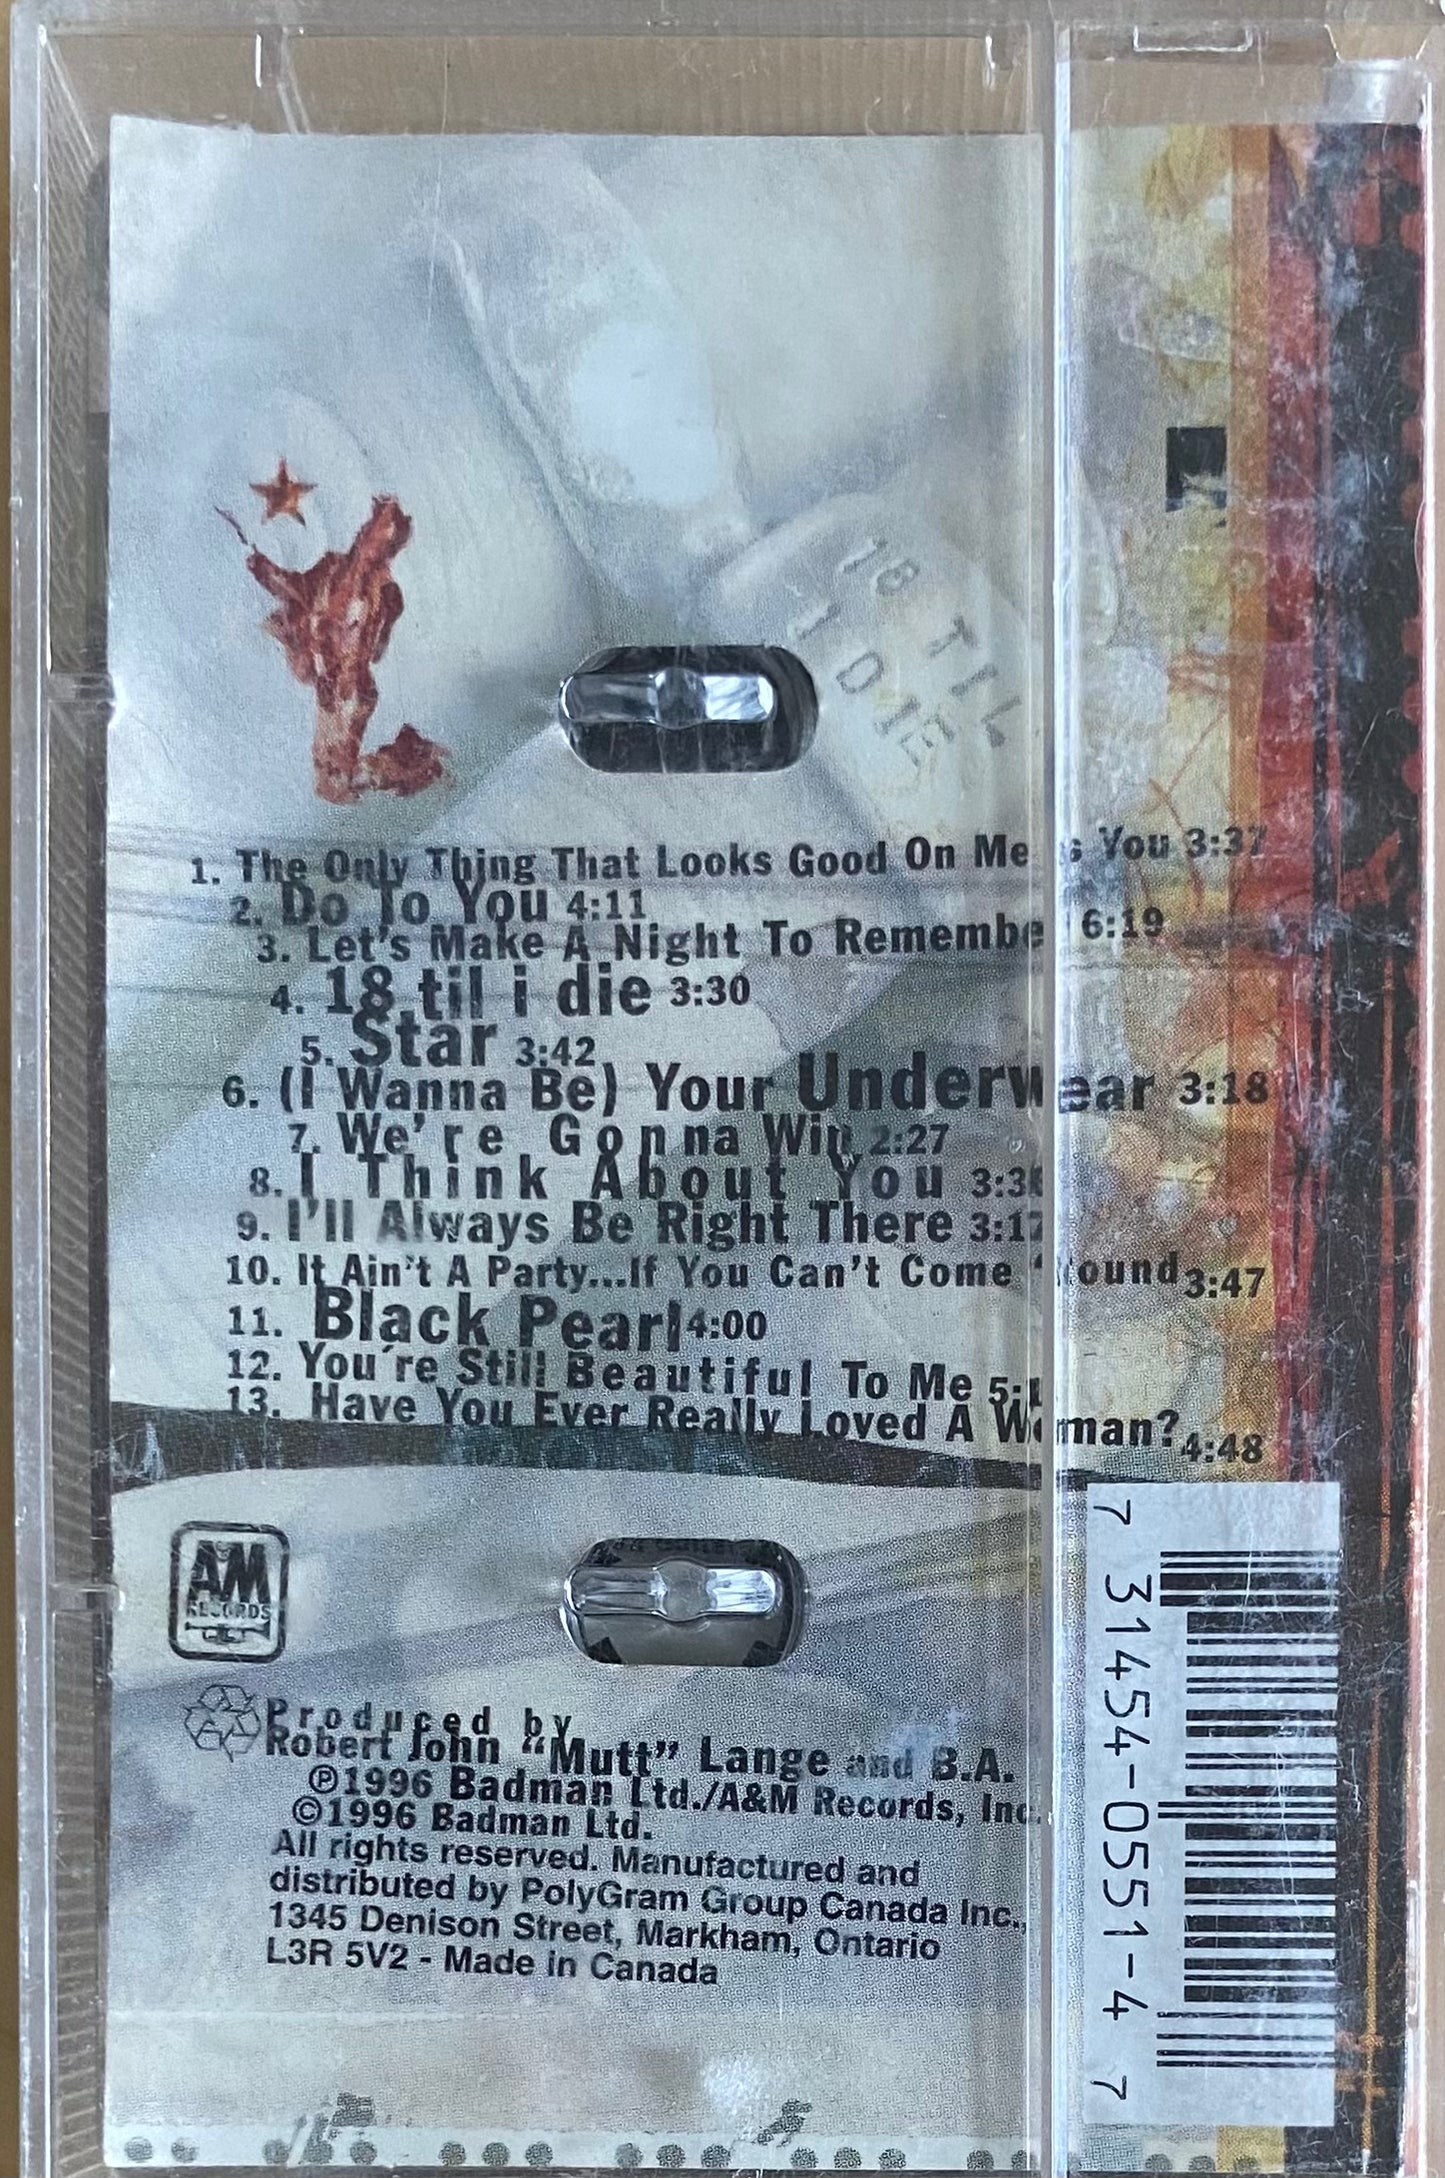 18 TIL
I DIE
1. The Only Thing That Looks Good On Me Is You 3:37
2. Do To You 4:11
3. Let's Make A Night To Remember 6:19
4. 18 til i die 3:30
5. Star 3:42
6. (I Wanna Be) Your Underwear 3:18
7. We're Gonna Win 2:27
8. I Think About You
9. I'll Always Be Right There 3:17
10. It Ain't A Party...If You Can't Come 'round 3:47
11. Black Pearl 4:00
12. You're Still Beautiful To Me
13. Have You Ever Really Loved A Woman? 4:48
A&M
RECORDS
Produced by
Robert John “Mutt” Lange and B.A.
℗1996 Badman Ltd./A&M Records, Inc.
©1996 Badman Ltd.
All rights reserved. Manufactured and
distributed by PolyGram Group Canada Inc.,
1345 Denison Street, Markham, Ontario
L3R 5V2 - Made in Canada
7 31454-0551-4 7